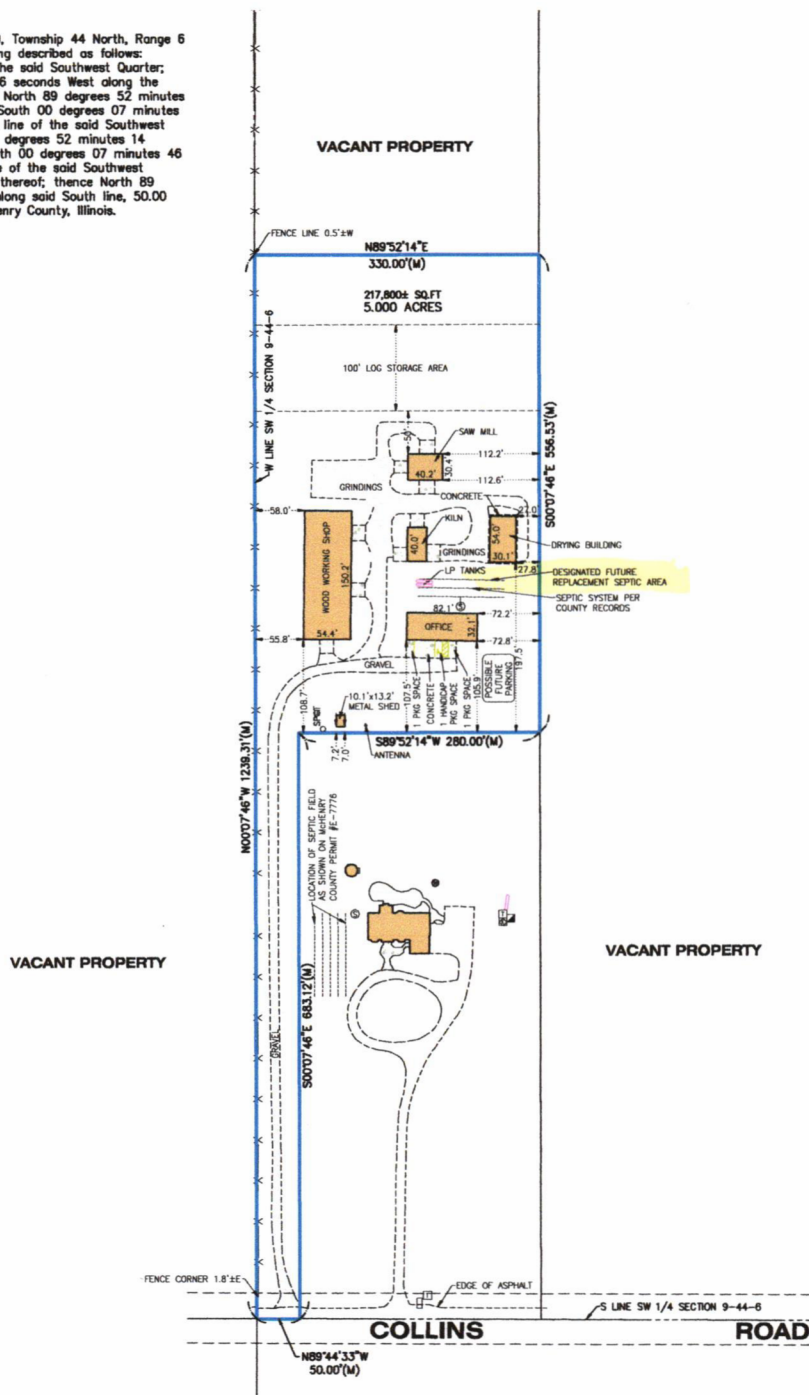 , Township 44 North, Range 6
ng described as follows:
he said Southwest Quarter;
6 seconds West along the
North 89 degrees 52 minutes
South 00 degrees 07 minutes
line of the said Southwest
degrees 52 minutes 14
th 00 degrees 07 minutes 46
e of the said Southwest
thereof; thence North 89
long said South line, 50.00
enry County, Illinois.
VACANT PROPERTY
FENCE LINE 0.5'±W
N89°52'14"E
330.00'(M)
217,800± SQ.FT
5.000 ACRES
W LINE SW 1/4 SECTION 9-44-6
100' LOG STORAGE AREA
S00°07'46"E 556.53'(M)
50'
SAW MILL
112.2'
30.4'
40.2'
112.6'
GRINDINGS
CONCRETE
27.0'
58.0'
KILN
54.0'
WOOD WORKING SHOP
40.0'
GRINDINGS
30.1'
DRYING BUILDING
150.2'
27.8'
LP TANKS
DESIGNATED FUTURE
REPLACEMENT SEPTIC AREA
SEPTIC SYSTEM PER
COUNTY RECORDS
82.1'
72.2'
OFFICE
32.1'
55.8'
54.4'
72.8'
197.5'
GRAVEL
108.7'
107.5'
1 PKG SPACE
CONCRETE
1 HANDICAP
PKG SPACE
1 PKG SPACE
105.9'
POSSIBLE
FUTURE
PARKING
10.1'x13.2'
METAL SHED
SPIGT
7.2'
7.0'
S89°52'14"W 280.00'(M)
ANTENNA
N00°07'46"W 1239.31'(M)
LOCATION OF SEPTIC FIELD
AS SHOWN ON McHENRY
COUNTY PERMIT #E-7776
VACANT PROPERTY
VACANT PROPERTY
S00°07'46"E 683.12'(M)
GRAVEL
FENCE CORNER 1.8'±E
EDGE OF ASPHALT
S LINE SW 1/4 SECTION 9-44-6
COLLINS ROAD
N89°44'33"W
50.00'(M)